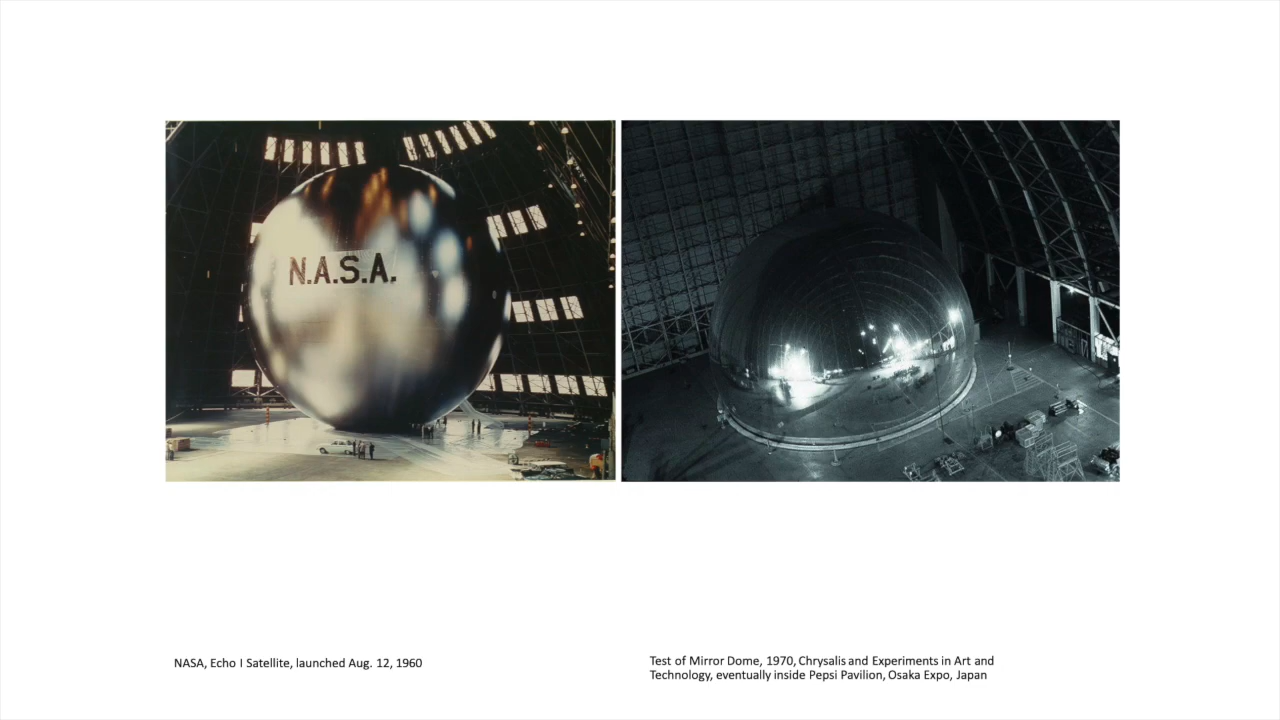 N.A.S.A.
NASA, Echo I Satellite, launched Aug. 12, 1960
Test of Mirror Dome, 1970, Chrysalis and Experiments in Art and
Technology, eventually inside Pepsi Pavilion, Osaka Expo, Japan